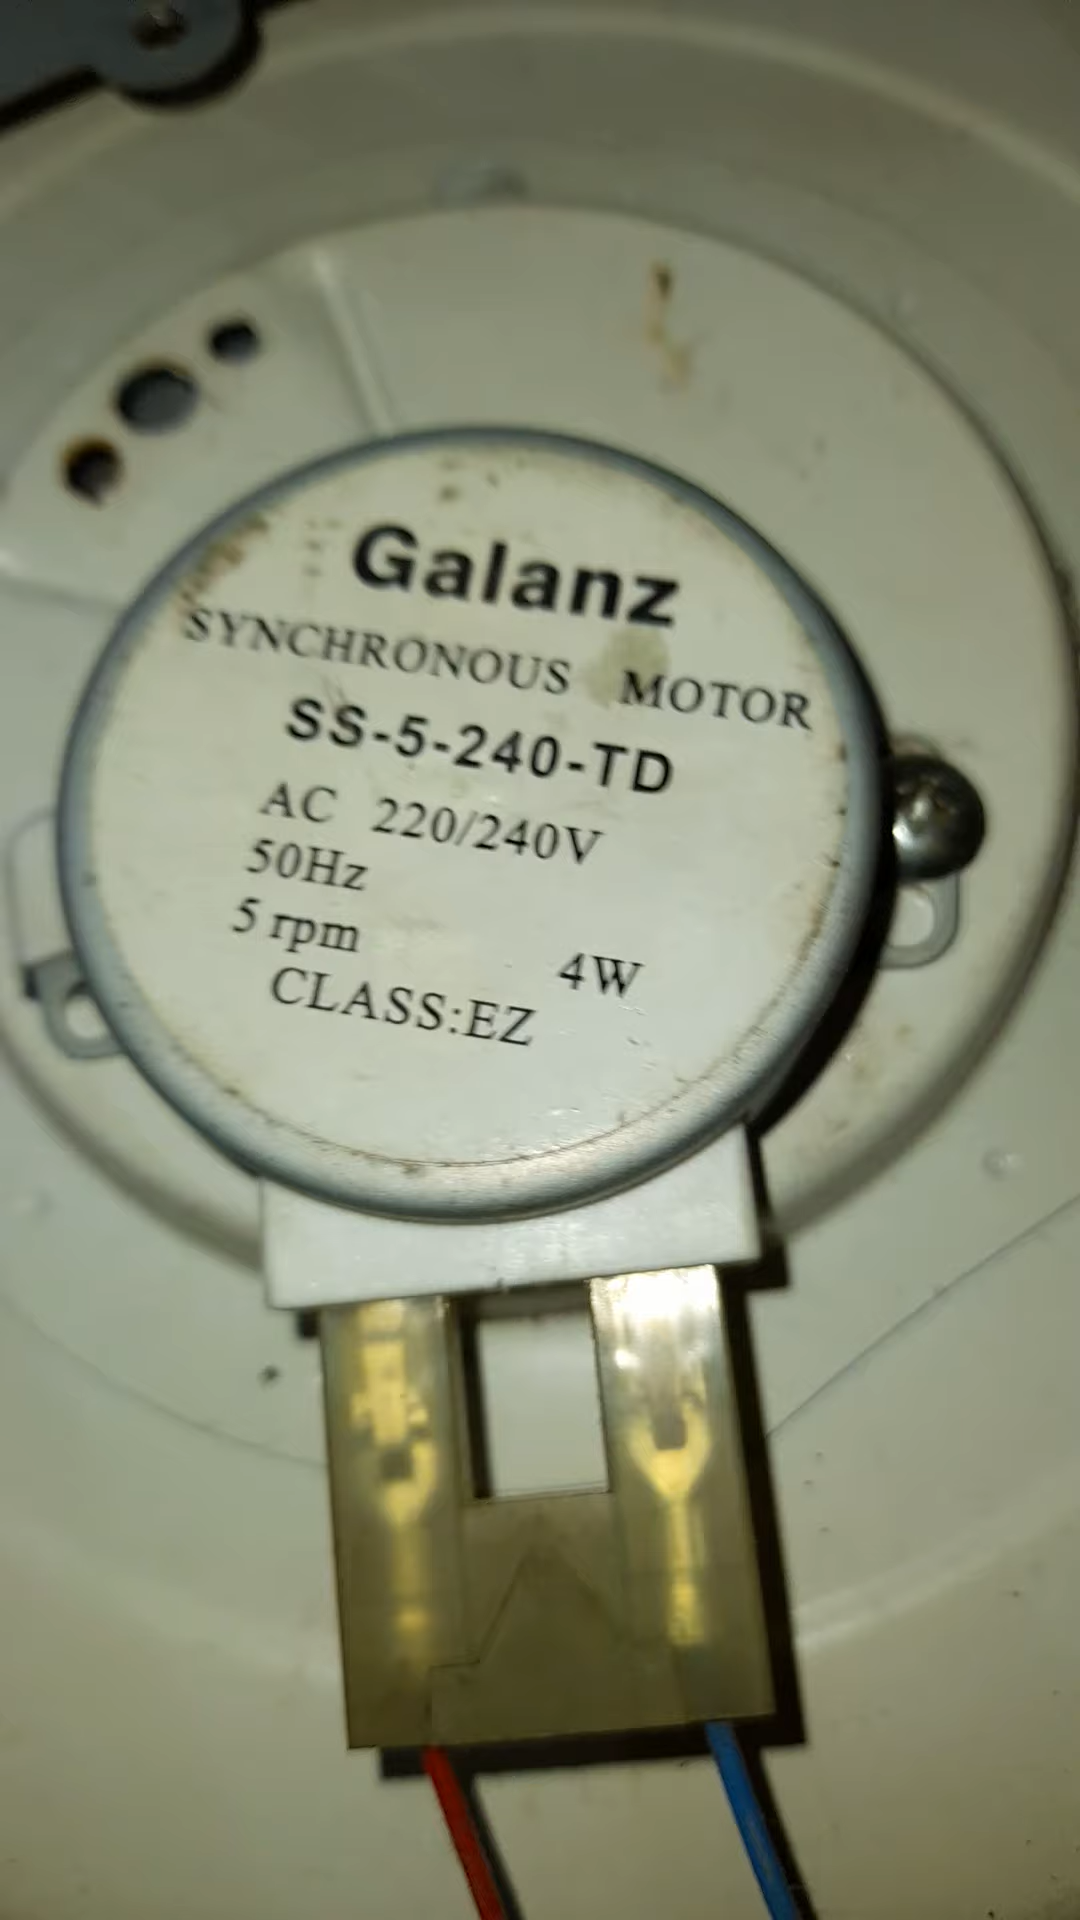 Galanz
SYNCHRONOUS MOTOR
SS-5-240-TD
AC 220/240V
50Hz
5 rpm 4W
CLASS:EZ